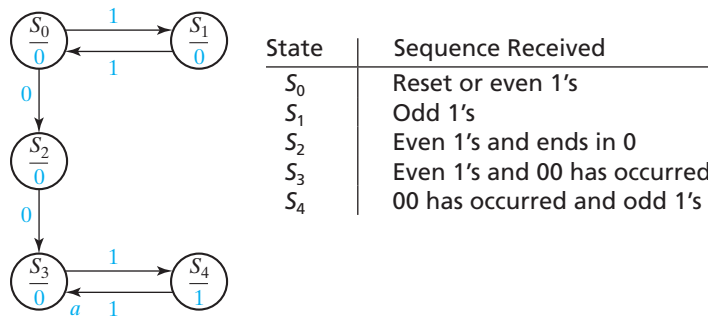 S0
0
1
1
S1
0
0
S2
0
0
S3
0
a
1
1
S4
1
State Sequence Received
S0 Reset or even 1's
S1 Odd 1's
S2 Even 1's and ends in 0
S3 Even 1's and 00 has occurred
S4 00 has occurred and odd 1's